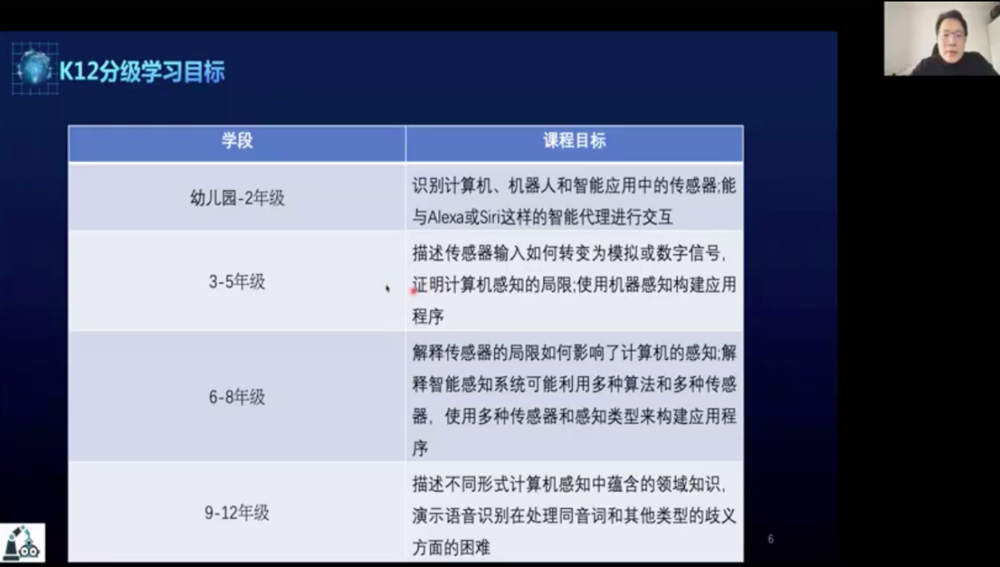 K12分级学习目标
学段
课程目标
幼儿园-2年级
识别计算机、机器人和智能应用中的传感器;能
与Alexa或Siri这样的智能代理进行交互
3-5年级
描述传感器输入如何转变为模拟或数字信号，
证明计算机感知的局限;使用机器感知构建应用
程序
6-8年级
解释传感器的局限如何影响了计算机的感知;解
释智能感知系统可能利用多种算法和多种传感
器，使用多种传感器和感知类型来构建应用程
序
9-12年级
描述不同形式计算机感知中蕴含的领域知识，
演示语音识别在处理同音词和其他类型的歧义
方面的困难
6